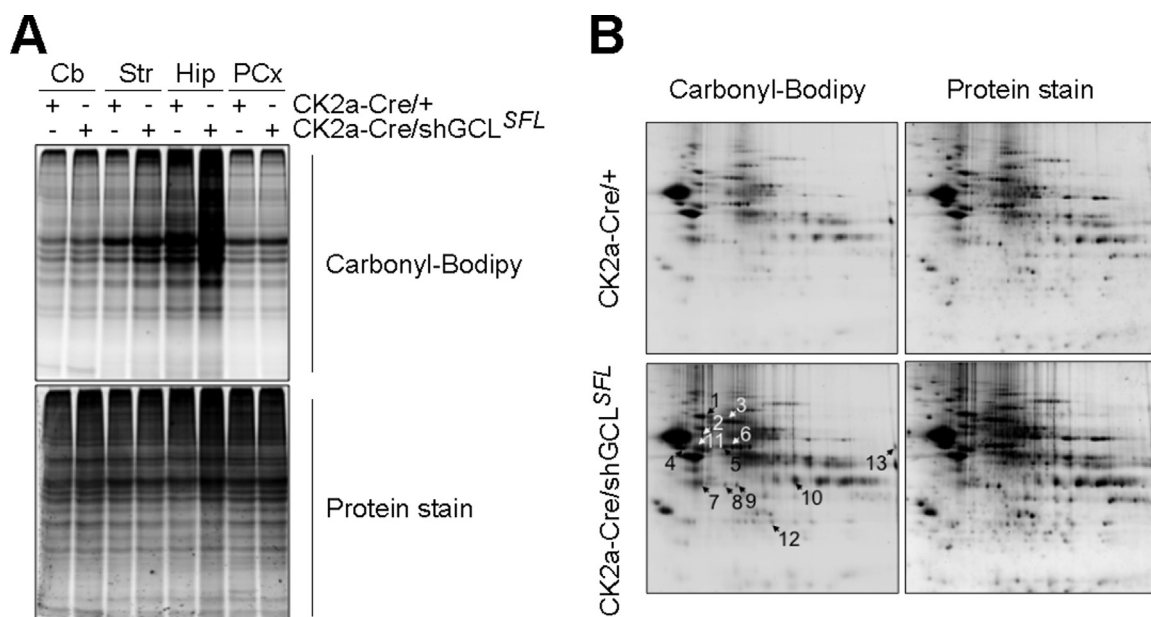 A
Cb Str Hip PCx
+ - + - + - + - CK2a-Cre/+
- + - + - + - + CK2a-Cre/shGCL^SFL
Carbonyl-Bodipy
Protein stain
B
Carbonyl-Bodipy Protein stain
CK2a-Cre/+
CK2a-Cre/shGCL^SFL
1 3
2
11 6
4 5 13
7 8 9 10
12